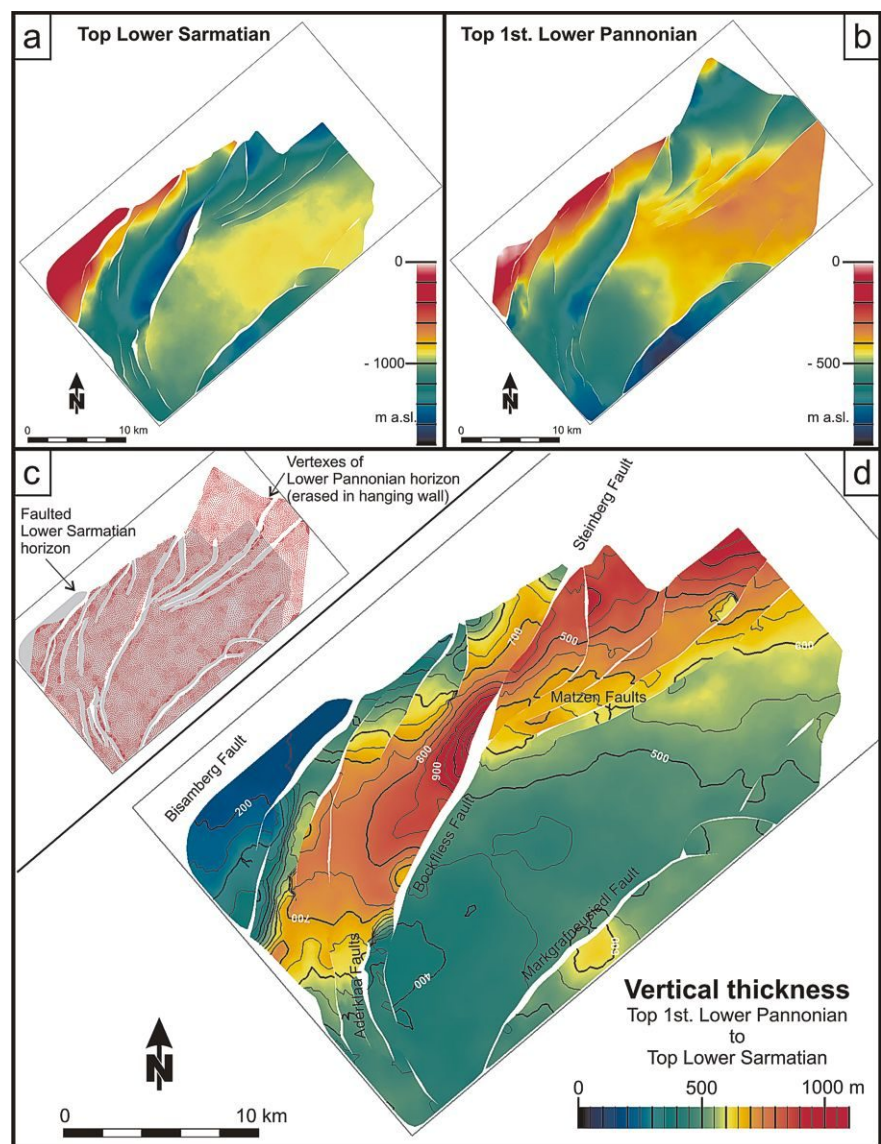 a
Top Lower Sarmatian
0
- 1000
m a.sl.
N
0
10 km
b
Top 1st. Lower Pannonian
0
- 500
m a.sl.
N
0
10 km
c
Vertexes of
Lower Pannonian horizon
(erased in hanging wall)
Faulted
Lower Sarmatian
horizon
d
Steinberg Fault
700
500
600
Matzen Faults
800
900
500
Bisamberg Fault
200
Bockfliess Fault
Markgrafneusiedl Fault
700
Aderklaa Faults
400
Vertical thickness
Top 1st. Lower Pannonian
to
Top Lower Sarmatian
0
500
1000 m
N
0
10 km